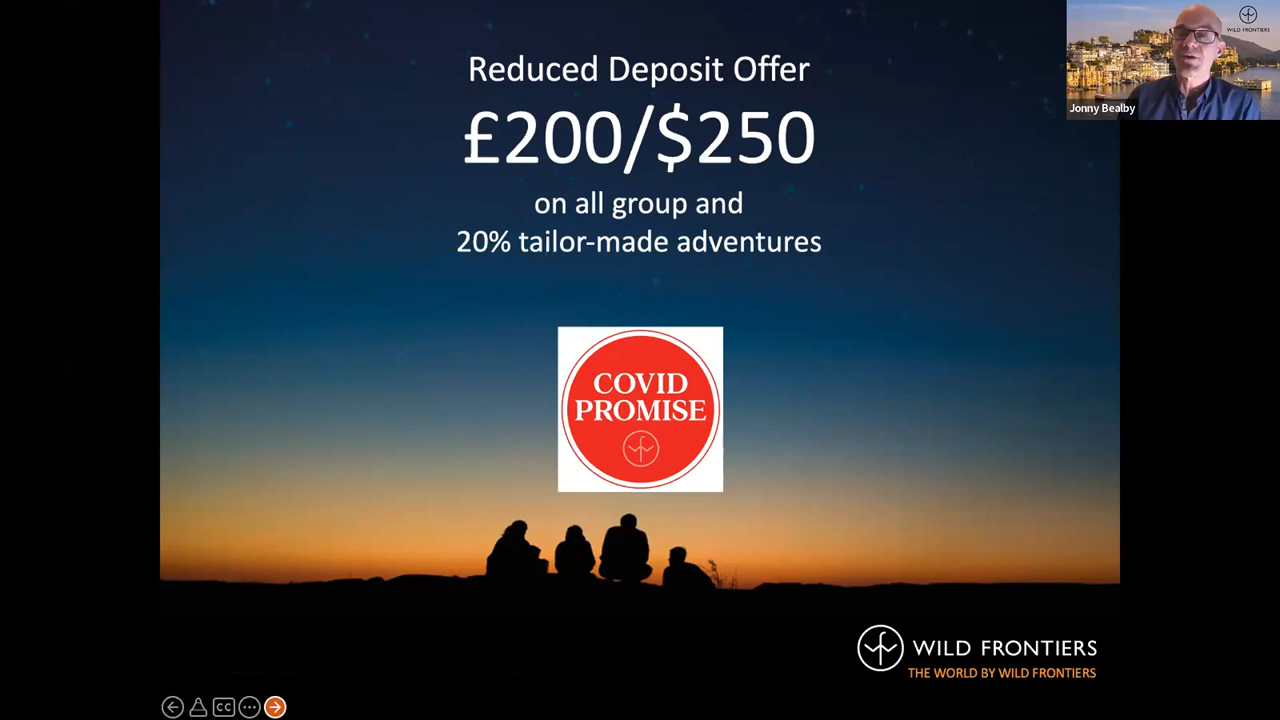 Reduced Deposit Offer
£200/$250
on all group and
20% tailor-made adventures
COVID
PROMISE
WILD FRONTIERS
THE WORLD BY WILD FRONTIERS
WILD FRONTIERS
Jonny Bealby
CC